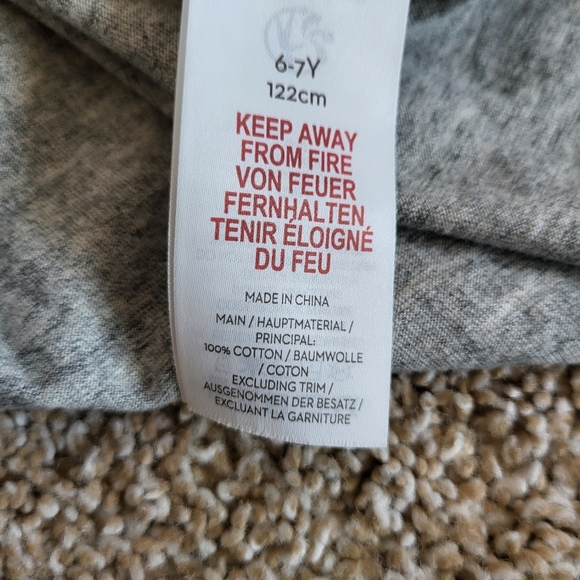 6-7Y
122cm
KEEP AWAY
FROM FIRE
VON FEUER
FERNHALTEN
TENIR ÉLOIGNÉ
DU FEU
MADE IN CHINA
MAIN / HAUPTMATERIAL /
PRINCIPAL:
100% COTTON / BAUMWOLLE
/ COTON
EXCLUDING TRIM /
AUSGENOMMEN DER BESATZ /
EXCLUANT LA GARNITURE